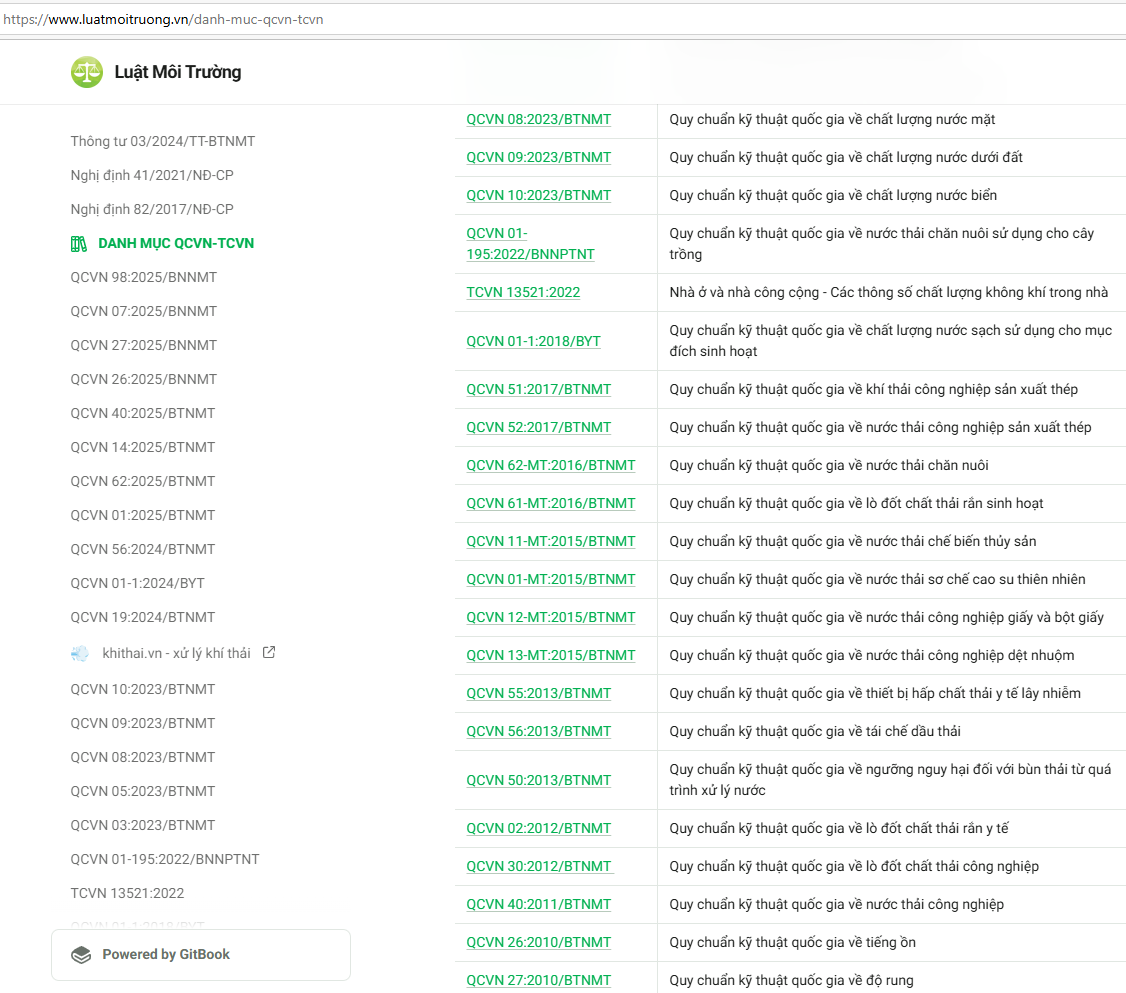 https://www.luatmoitruong.vn/danh-muc-qcvn-tcvn
Luật Môi Trường
Thông tư 03/2024/TT-BTNMT
Nghị định 41/2021/NĐ-CP
Nghị định 82/2017/NĐ-CP
DANH MỤC QCVN-TCVN
QCVN 98:2025/BNNMT
QCVN 07:2025/BNNMT
QCVN 27:2025/BNNMT
QCVN 26:2025/BNNMT
QCVN 40:2025/BTNMT
QCVN 14:2025/BTNMT
QCVN 62:2025/BTNMT
QCVN 01:2025/BTNMT
QCVN 56:2024/BTNMT
QCVN 01-1:2024/BYT
QCVN 19:2024/BTNMT
khithai.vn - xử lý khí thải
QCVN 10:2023/BTNMT
QCVN 09:2023/BTNMT
QCVN 08:2023/BTNMT
QCVN 05:2023/BTNMT
QCVN 03:2023/BTNMT
QCVN 01-195:2022/BNNPTNT
TCVN 13521:2022
QCVN 01-1:2018/BYT
Powered by GitBook
QCVN 08:2023/BTNMT Quy chuẩn kỹ thuật quốc gia về chất lượng nước mặt
QCVN 09:2023/BTNMT Quy chuẩn kỹ thuật quốc gia về chất lượng nước dưới đất
QCVN 10:2023/BTNMT Quy chuẩn kỹ thuật quốc gia về chất lượng nước biển
QCVN 01- Quy chuẩn kỹ thuật quốc gia về nước thải chăn nuôi sử dụng cho cây
195:2022/BNNPTNT trồng
TCVN 13521:2022 Nhà ở và nhà công cộng - Các thông số chất lượng không khí trong nhà
QCVN 01-1:2018/BYT Quy chuẩn kỹ thuật quốc gia về chất lượng nước sạch sử dụng cho mục
đích sinh hoạt
QCVN 51:2017/BTNMT Quy chuẩn kỹ thuật quốc gia về khí thải công nghiệp sản xuất thép
QCVN 52:2017/BTNMT Quy chuẩn kỹ thuật quốc gia về nước thải công nghiệp sản xuất thép
QCVN 62-MT:2016/BTNMT Quy chuẩn kỹ thuật quốc gia về nước thải chăn nuôi
QCVN 61-MT:2016/BTNMT Quy chuẩn kỹ thuật quốc gia về lò đốt chất thải rắn sinh hoạt
QCVN 11-MT:2015/BTNMT Quy chuẩn kỹ thuật quốc gia về nước thải chế biến thủy sản
QCVN 01-MT:2015/BTNMT Quy chuẩn kỹ thuật quốc gia về nước thải sơ chế cao su thiên nhiên
QCVN 12-MT:2015/BTNMT Quy chuẩn kỹ thuật quốc gia về nước thải công nghiệp giấy và bột giấy
QCVN 13-MT:2015/BTNMT Quy chuẩn kỹ thuật quốc gia về nước thải công nghiệp dệt nhuộm
QCVN 55:2013/BTNMT Quy chuẩn kỹ thuật quốc gia về thiết bị hấp chất thải y tế lây nhiễm
QCVN 56:2013/BTNMT Quy chuẩn kỹ thuật quốc gia về tái chế dầu thải
QCVN 50:2013/BTNMT Quy chuẩn kỹ thuật quốc gia về ngưỡng nguy hại đối với bùn thải từ quá
trình xử lý nước
QCVN 02:2012/BTNMT Quy chuẩn kỹ thuật quốc gia về lò đốt chất thải rắn y tế
QCVN 30:2012/BTNMT Quy chuẩn kỹ thuật quốc gia về lò đốt chất thải công nghiệp
QCVN 40:2011/BTNMT Quy chuẩn kỹ thuật quốc gia về nước thải công nghiệp
QCVN 26:2010/BTNMT Quy chuẩn kỹ thuật quốc gia về tiếng ồn
QCVN 27:2010/BTNMT Quy chuẩn kỹ thuật quốc gia về độ rung